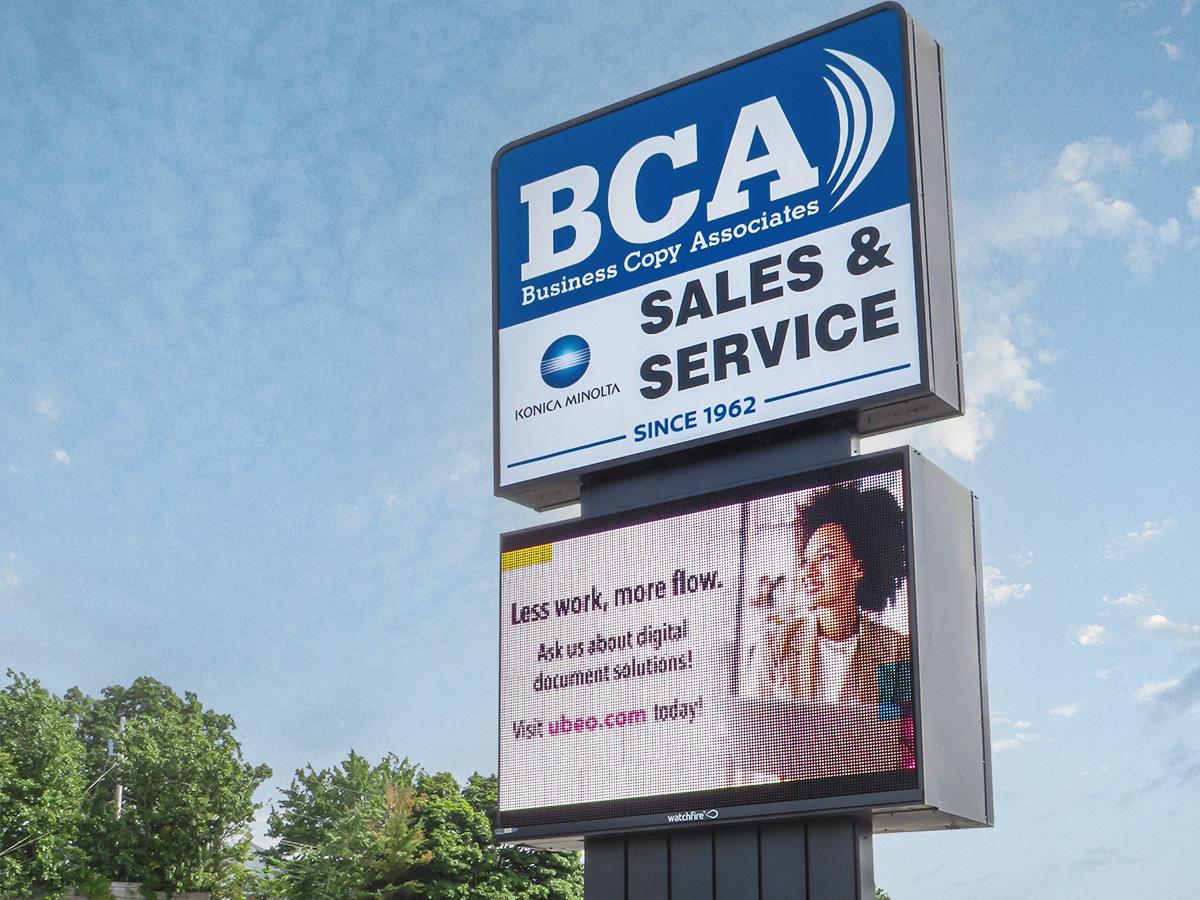 BCA
Business Copy Associates
SALES &
SERVICE
KONICA MINOLTA
SINCE 1962
Less work, more flow.
Ask us about digital
document solutions!
Visit ubeo.com today!
watchfire